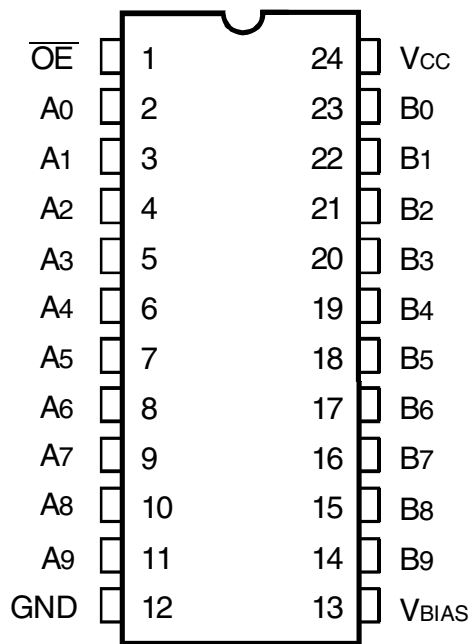 O̅E̅ 1 24 VCC
A0 2 23 B0
A1 3 22 B1
A2 4 21 B2
A3 5 20 B3
A4 6 19 B4
A5 7 18 B5
A6 8 17 B6
A7 9 16 B7
A8 10 15 B8
A9 11 14 B9
GND 12 13 VBIAS